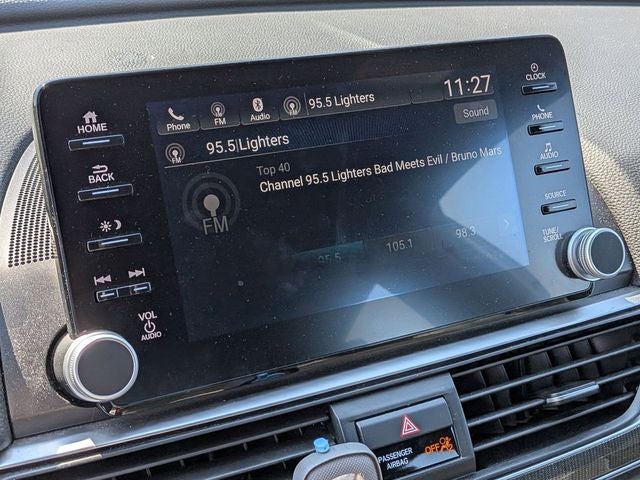 HOME
BACK
VOL
AUDIO
Phone
FM
Audio
95.5 Lighters
11:27
95.5|Lighters
Sound
Top 40
Channel 95.5 Lighters Bad Meets Evil / Bruno Mars
FM
95.5
105.1
98.3
CLOCK
PHONE
AUDIO
SOURCE
TUNE/
SCROLL
PASSENGER
AIRBAG
OFF